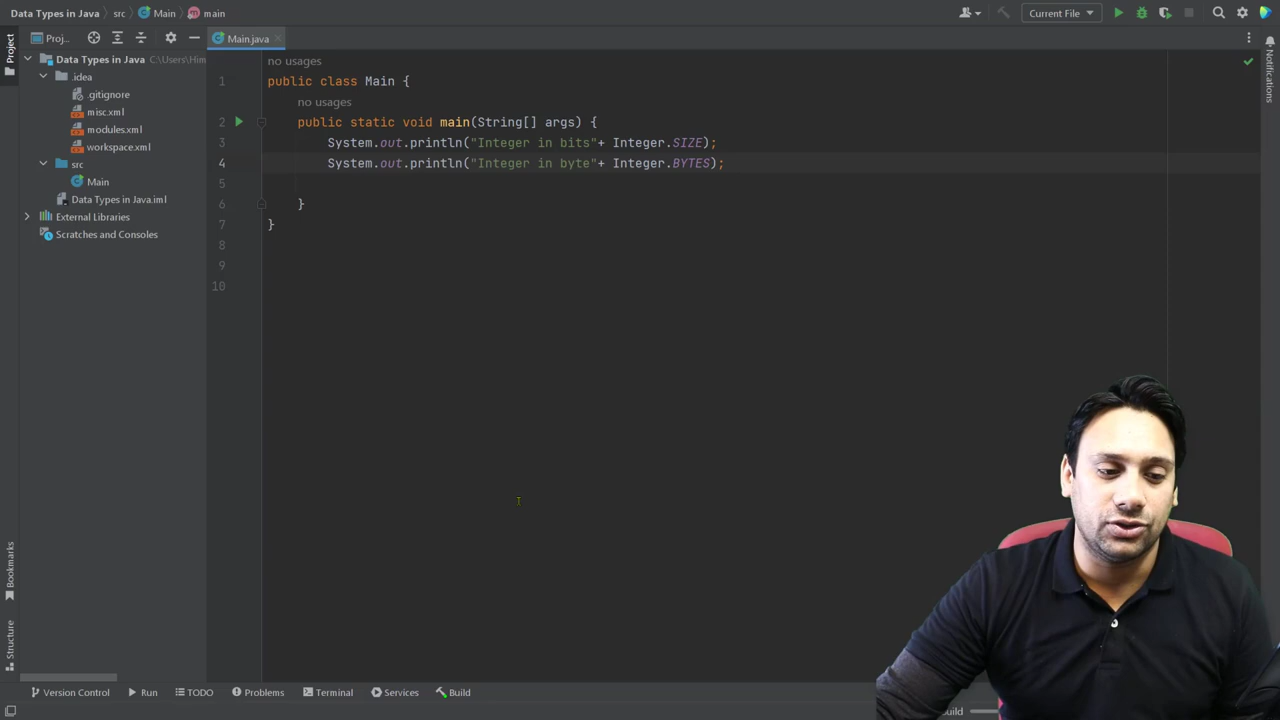 Data Types in Java src Main main Current File
Project Proj... Main.java Notifications
Data Types in Java C:\Users\Him
.idea
.gitignore
misc.xml
modules.xml
workspace.xml
src
Main
Data Types in Java.iml
External Libraries
Scratches and Consoles
no usages
1 public class Main {
no usages
2 public static void main(String[] args) {
3 System.out.println("Integer in bits"+ Integer.SIZE);
4 System.out.println("Integer in byte"+ Integer.BYTES);
5
6 }
7 }
8
9
10
Bookmarks
Structure
Version Control Run TODO Problems Terminal Services Build